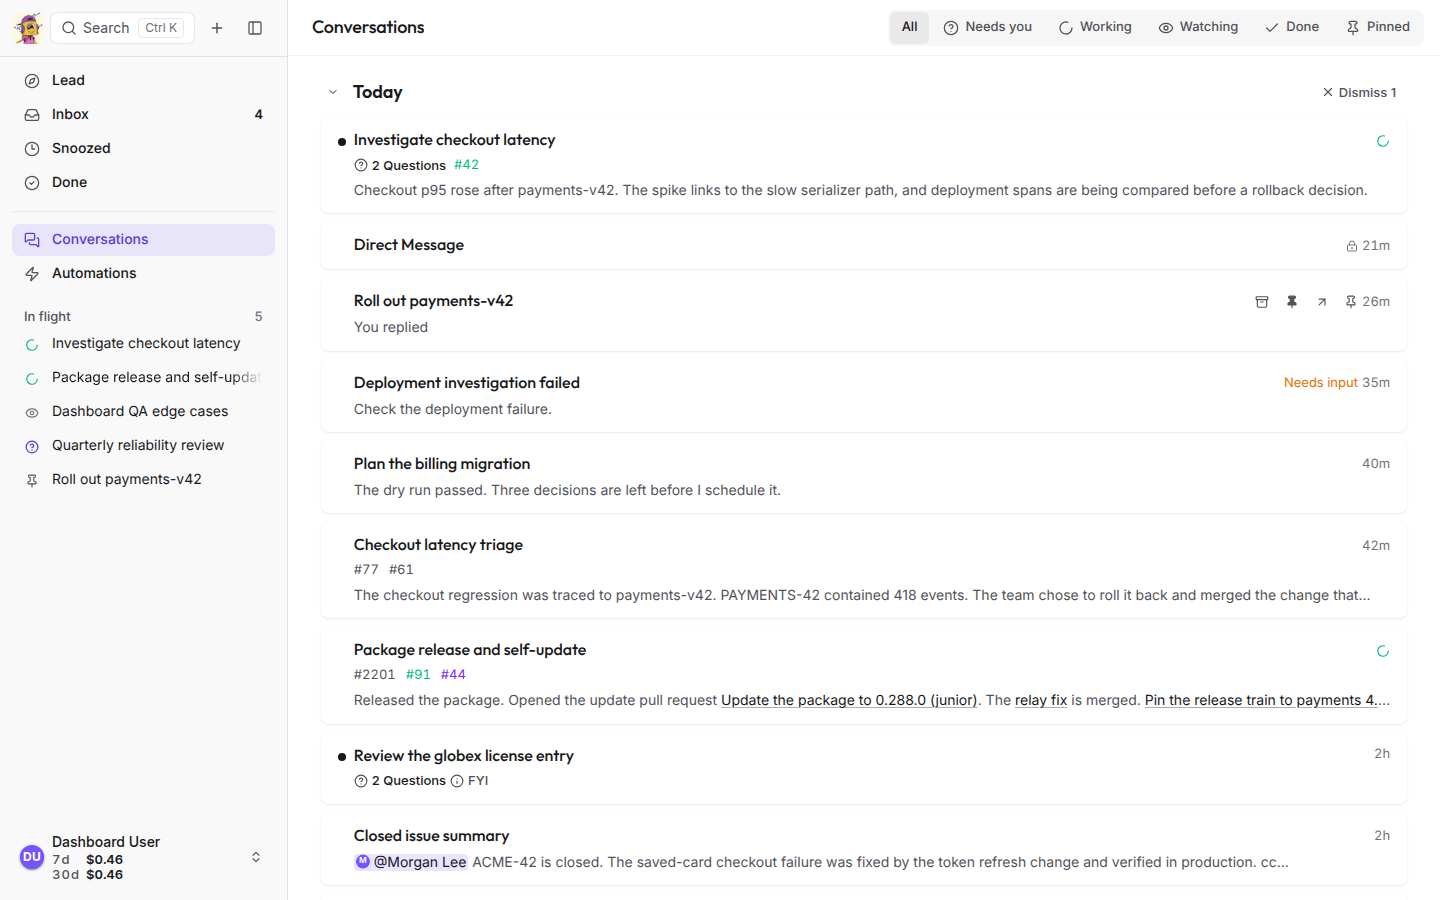 Search Ctrl K
Lead
Inbox 4
Snoozed
Done
Conversations
Automations
In flight 5
Investigate checkout latency
Package release and self-updat
Dashboard QA edge cases
Quarterly reliability review
Roll out payments-v42
DU
Dashboard User
7d $0.46
30d $0.46
Conversations
All Needs you Working Watching Done Pinned
Today
Dismiss 1
Investigate checkout latency
2 Questions #42
Checkout p95 rose after payments-v42. The spike links to the slow serializer path, and deployment spans are being compared before a rollback decision.
Direct Message 21m
Roll out payments-v42 26m
You replied
Deployment investigation failed Needs input 35m
Check the deployment failure.
Plan the billing migration 40m
The dry run passed. Three decisions are left before I schedule it.
Checkout latency triage 42m
#77 #61
The checkout regression was traced to payments-v42. PAYMENTS-42 contained 418 events. The team chose to roll it back and merged the change that...
Package release and self-update
#2201 #91 #44
Released the package. Opened the update pull request Update the package to 0.288.0 (junior). The relay fix is merged. Pin the release train to payments 4....
Review the globex license entry 2h
2 Questions FYI
Closed issue summary 2h
M @Morgan Lee ACME-42 is closed. The saved-card checkout failure was fixed by the token refresh change and verified in production. cc...